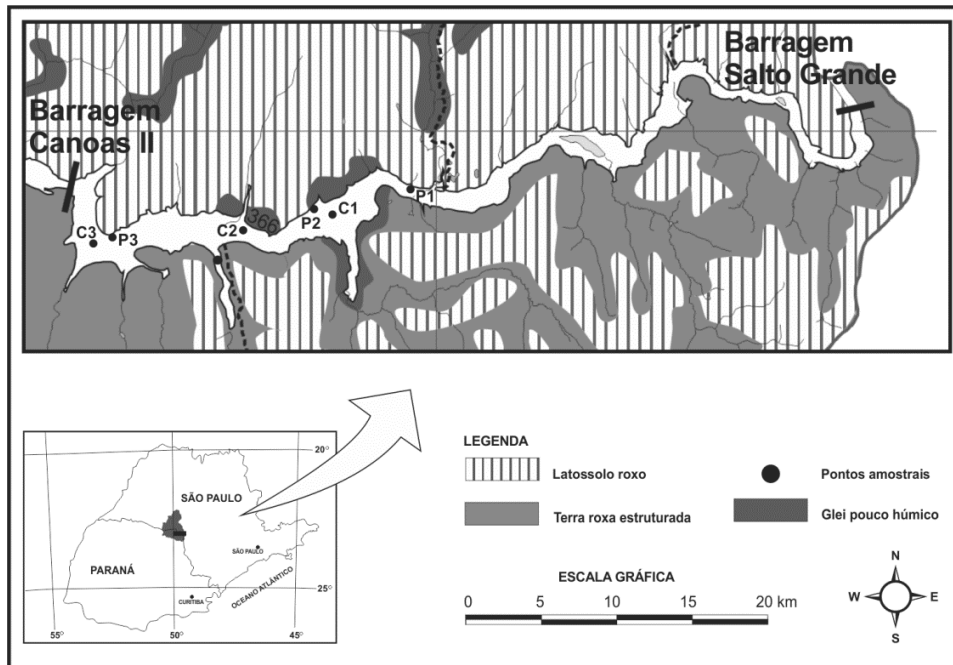 Barragem
Salto Grande
Barragem
Canoas II
P1
P2
C1
366
C2
C3
P3
20°
SÃO PAULO
SÃO PAULO
PARANÁ
CURITIBA
OCEANO ATLÂNTICO
25°
55°
50°
45°
LEGENDA
Latossolo roxo
Pontos amostrais
Terra roxa estruturada
Glei pouco húmico
ESCALA GRÁFICA
0 5 10 15 20 km
N
W E
S